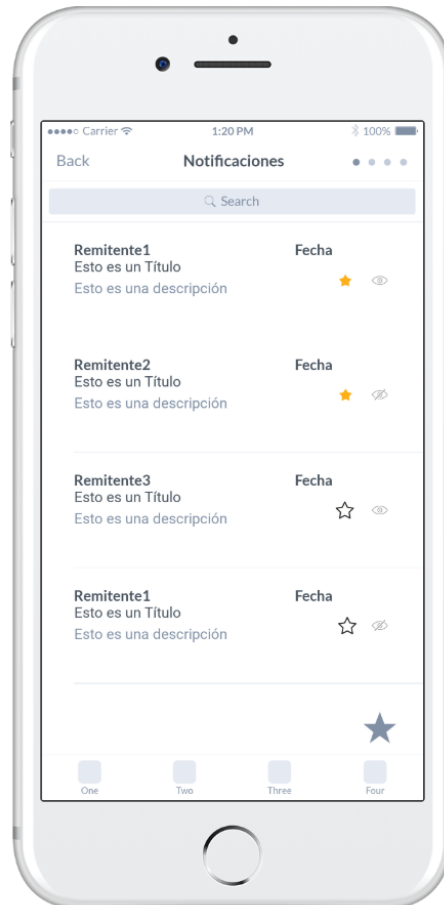 Carrier 1:20 PM 100%
Back Notificaciones
Search
Remitente1 Fecha
Esto es un Título
Esto es una descripción
Remitente2 Fecha
Esto es un Título
Esto es una descripción
Remitente3 Fecha
Esto es un Título
Esto es una descripción
Remitente1 Fecha
Esto es un Título
Esto es una descripción
One Two Three Four